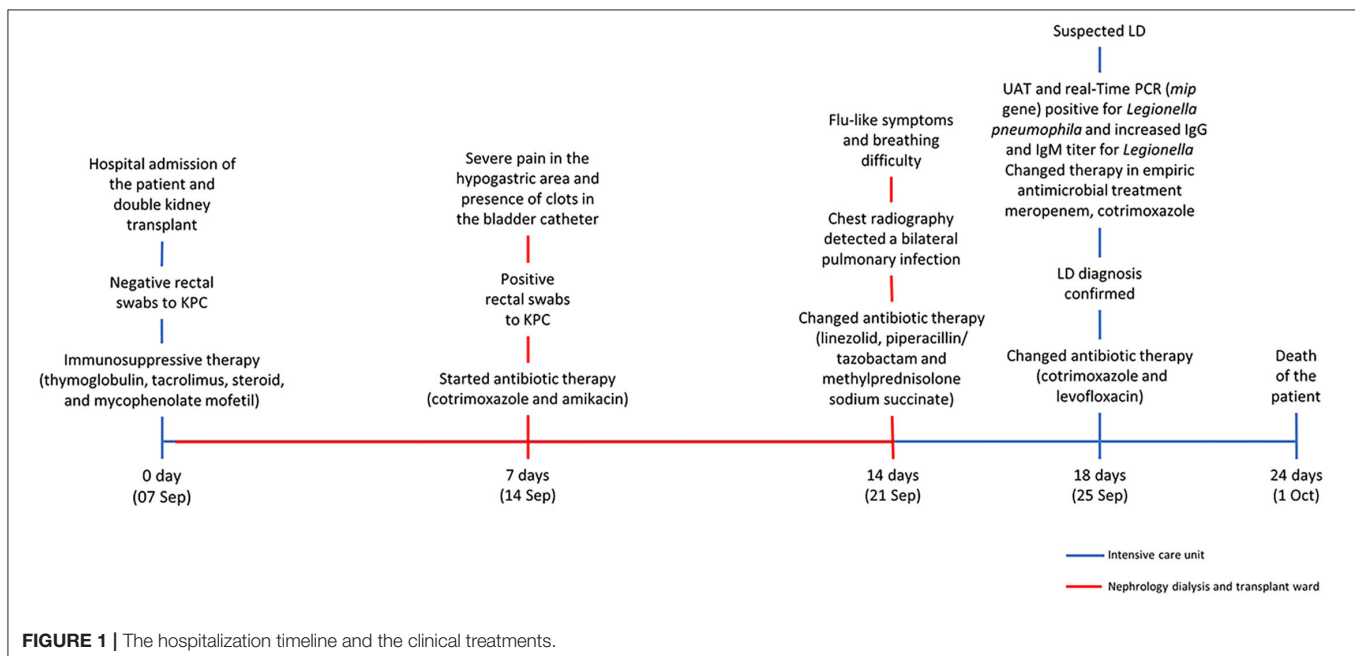 Hospital admission of
the patient and
double kidney
transplant
Negative rectal
swabs to KPC
Immunosuppressive therapy
(thymoglobulin, tacrolimus, steroid,
and mycophenolate mofetil)
0 day
(07 Sep)
Severe pain in the
hypogastric area and
presence of clots in
the bladder catheter
Positive
rectal swabs
to KPC
Started antibiotic therapy
(cotrimoxazole and amikacin)
7 days
(14 Sep)
Flu-like symptoms
and breathing
difficulty
Chest radiography
detected a bilateral
pulmonary infection
Changed antibiotic therapy
(linezolid, piperacillin/
tazobactam and
methylprednisolone
sodium succinate)
14 days
(21 Sep)
Suspected LD
UAT and real-Time PCR (mip
gene) positive for Legionella
pneumophila and increased IgG
and IgM titer for Legionella
Changed therapy in empiric
antimicrobial treatment
meropenem, cotrimoxazole
LD diagnosis
confirmed
Changed antibiotic therapy
(cotrimoxazole and
levofloxacin)
18 days
(25 Sep)
Death
of the
patient
24 days
(1 Oct)
Intensive care unit
Nephrology dialysis and transplant ward
FIGURE 1 | The hospitalization timeline and the clinical treatments.